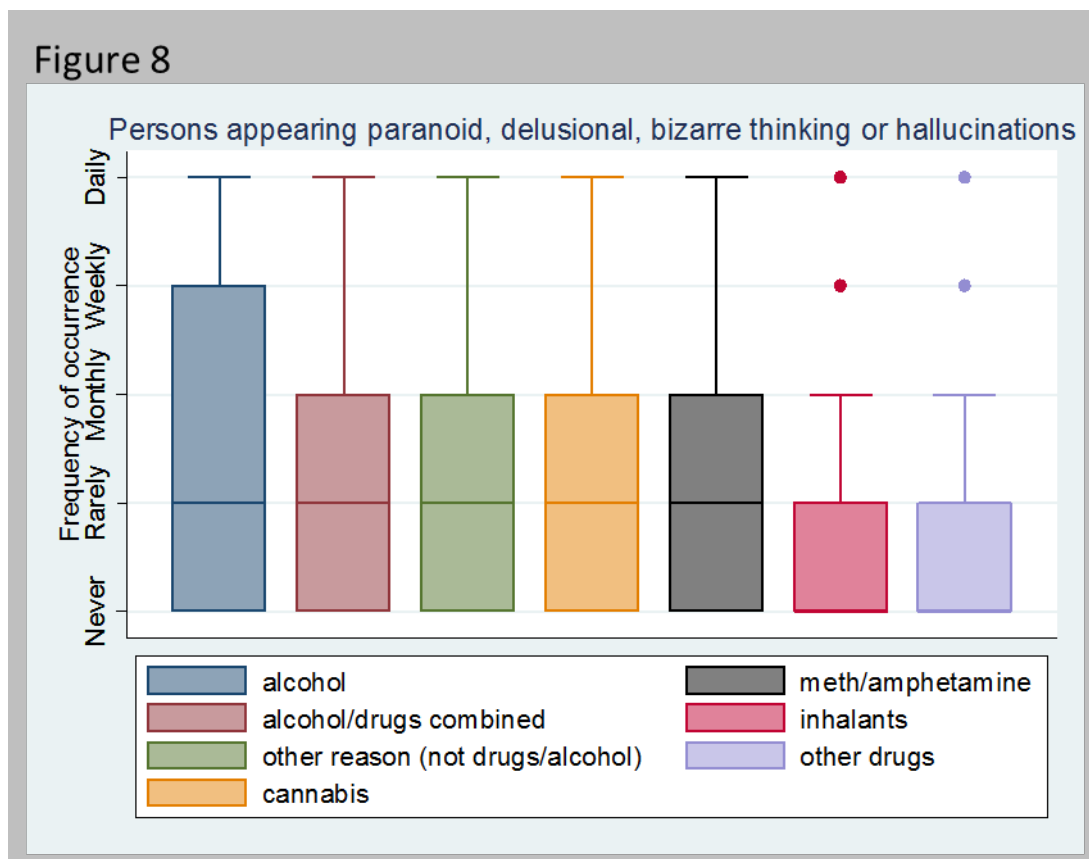 Figure 8
Persons appearing paranoid, delusional, bizarre thinking or hallucinations
Frequency of occurrence
Daily
Weekly
Monthly
Rarely
Never
alcohol
alcohol/drugs combined
other reason (not drugs/alcohol)
cannabis
meth/amphetamine
inhalants
other drugs